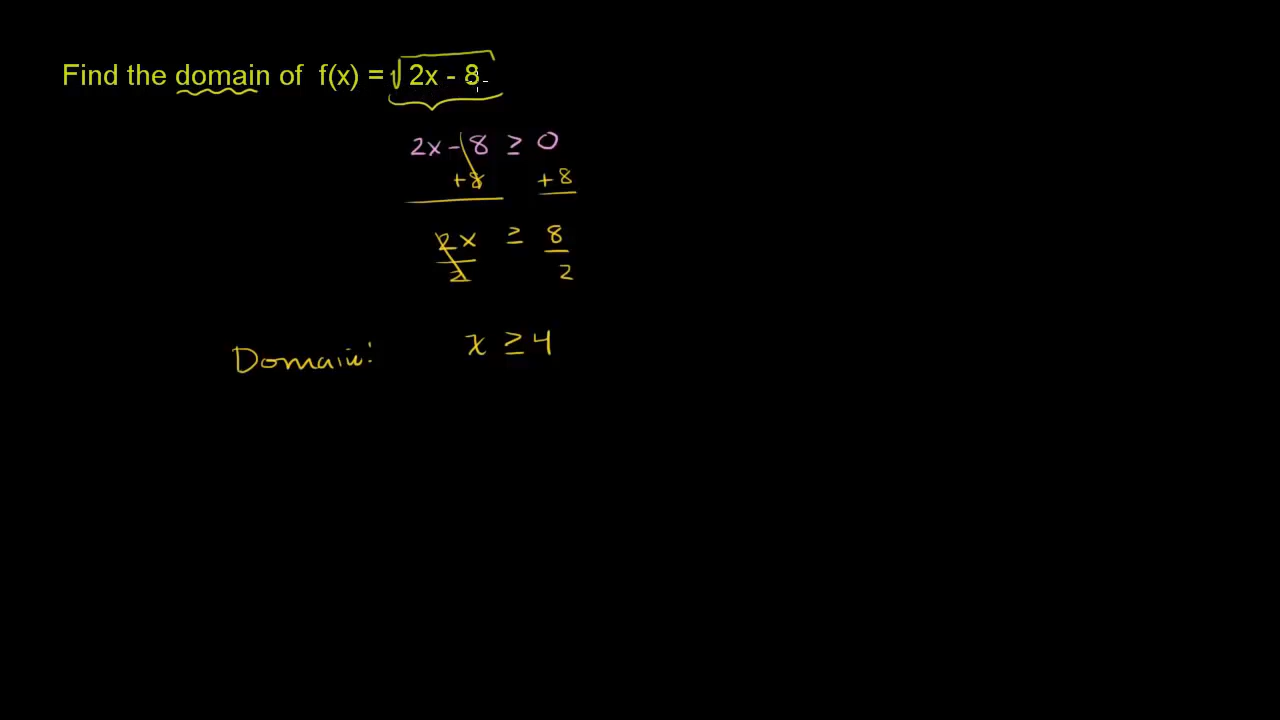 Find the domain of f(x) = √2x - 8
2x - 8 ≥ 0
+8 +8
2x ≥ 8
2 2
Domain: x ≥ 4